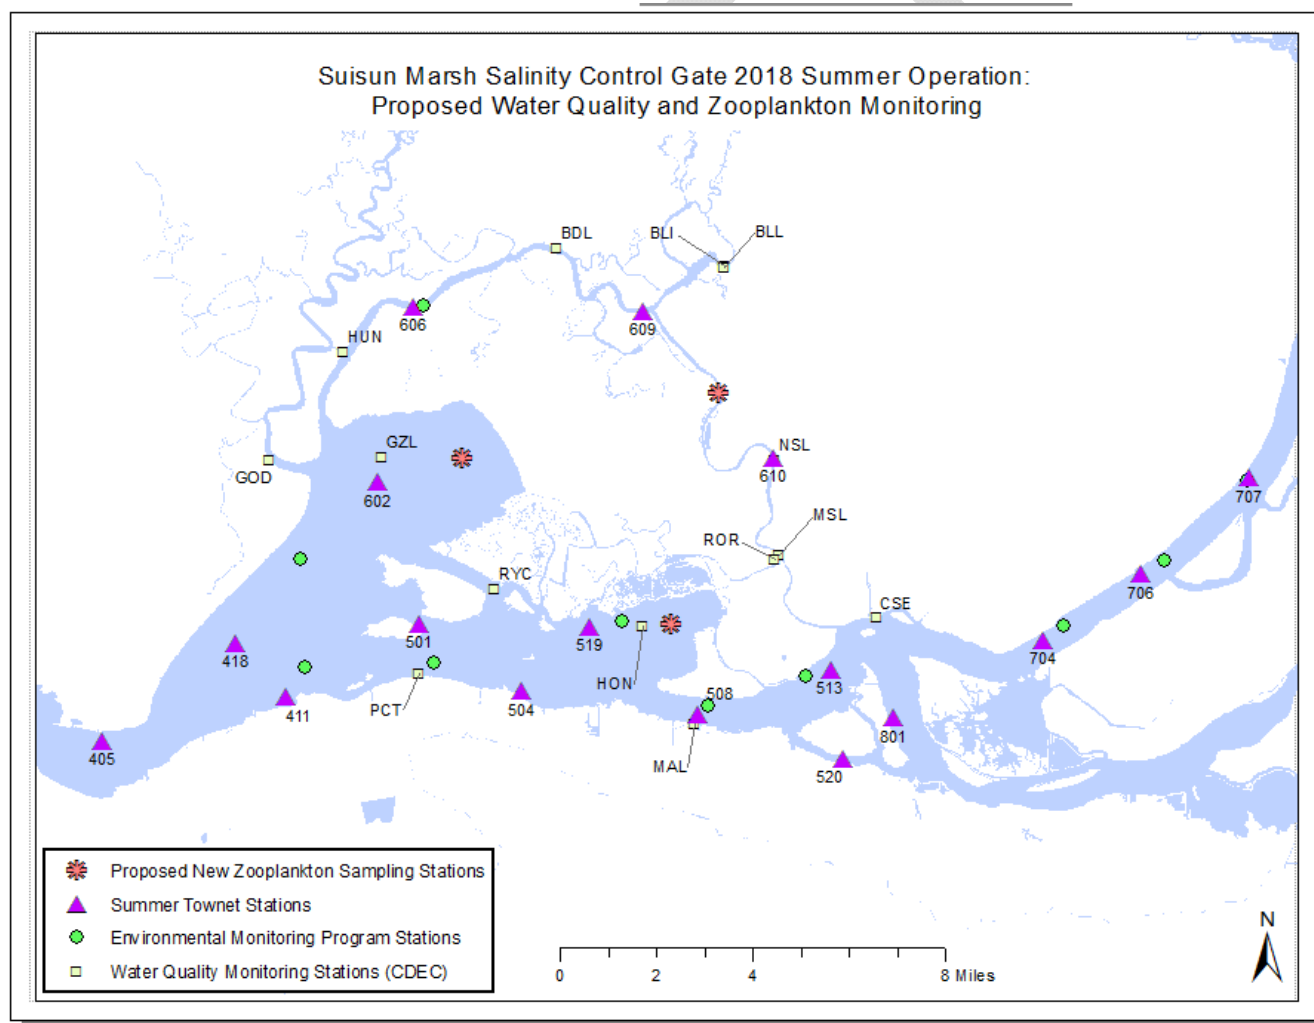 Suisun Marsh Salinity Control Gate 2018 Summer Operation:
Proposed Water Quality and Zooplankton Monitoring
BDL
BLI
BLL
606
609
HUN
GZL
NSL
GOD
602
610
707
MSL
ROR
RYC
706
CSE
501
519
418
704
HON
513
411
PCT
504
508
801
405
MAL
520
Proposed New Zooplankton Sampling Stations
Summer Townet Stations
Environmental Monitoring Program Stations
Water Quality Monitoring Stations (CDEC)
0 2 4 8 Miles
N